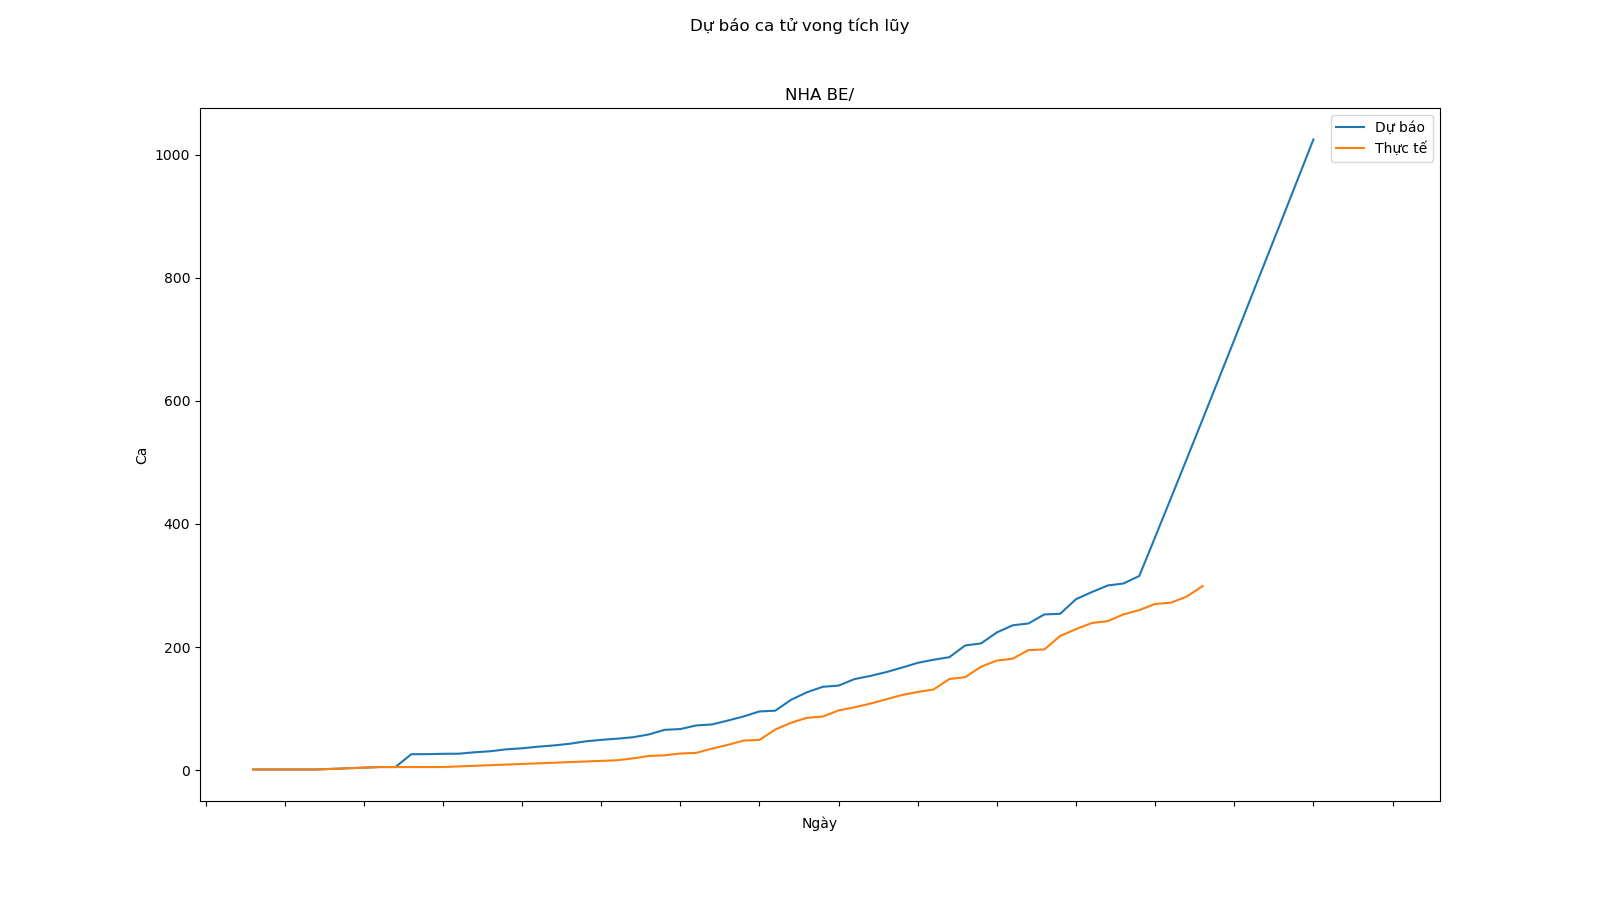 Dự báo ca tử vong tích lũy
NHA BE/
Dự báo
Thực tế
1000
800
600
400
200
0
Ca
Ngày